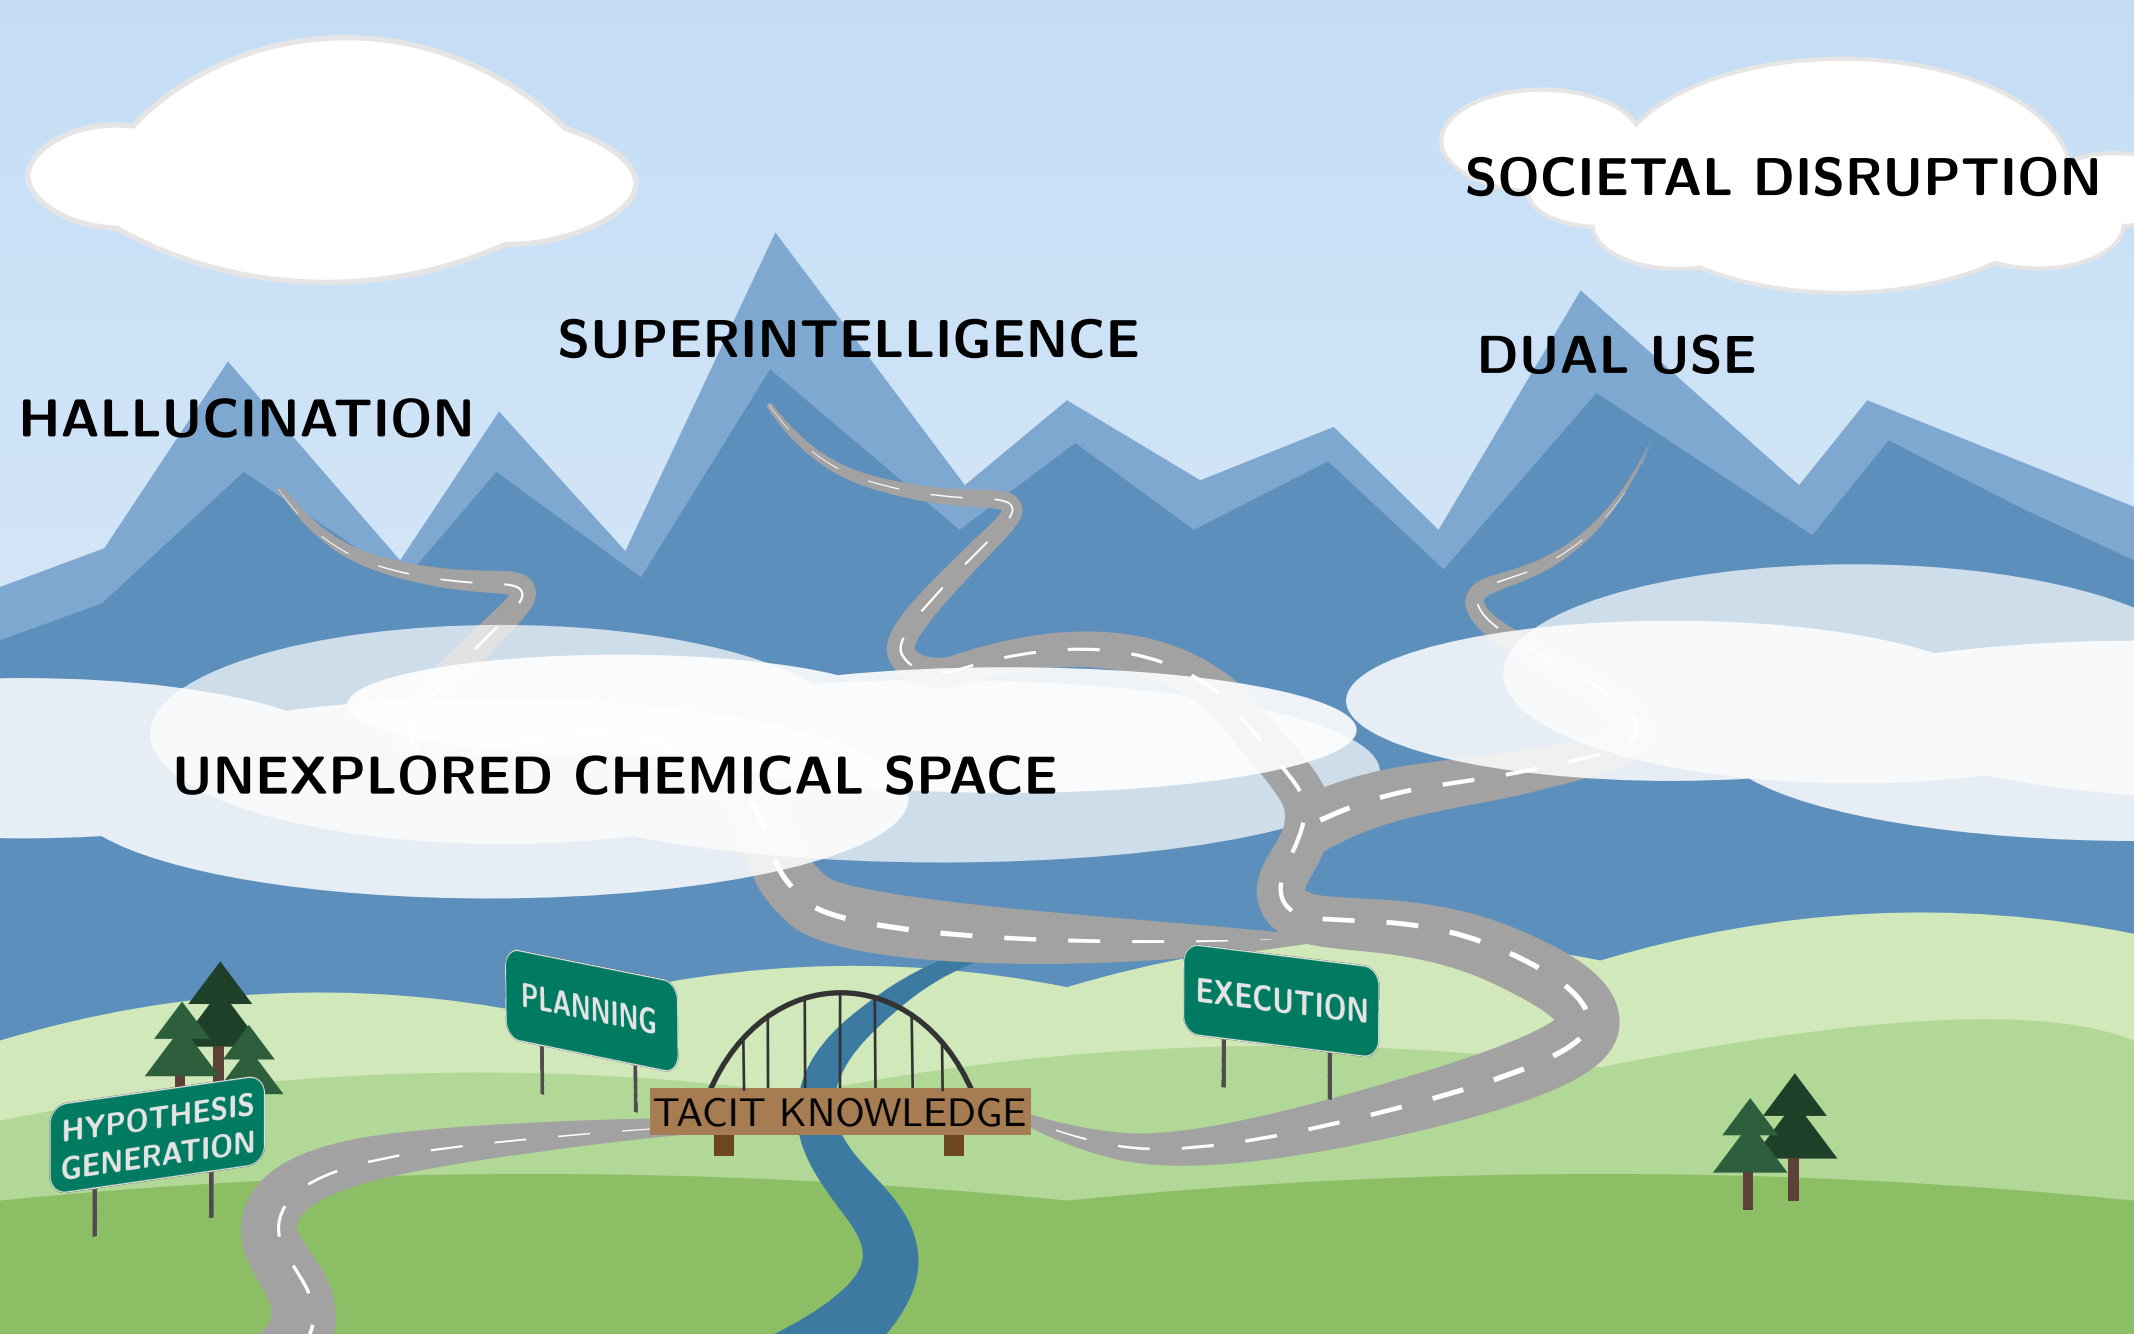 SOCIETAL DISRUPTION
SUPERINTELLIGENCE
DUAL USE
HALLUCINATION
UNEXPLORED CHEMICAL SPACE
PLANNING
EXECUTION
HYPOTHESIS
GENERATION
TACIT KNOWLEDGE